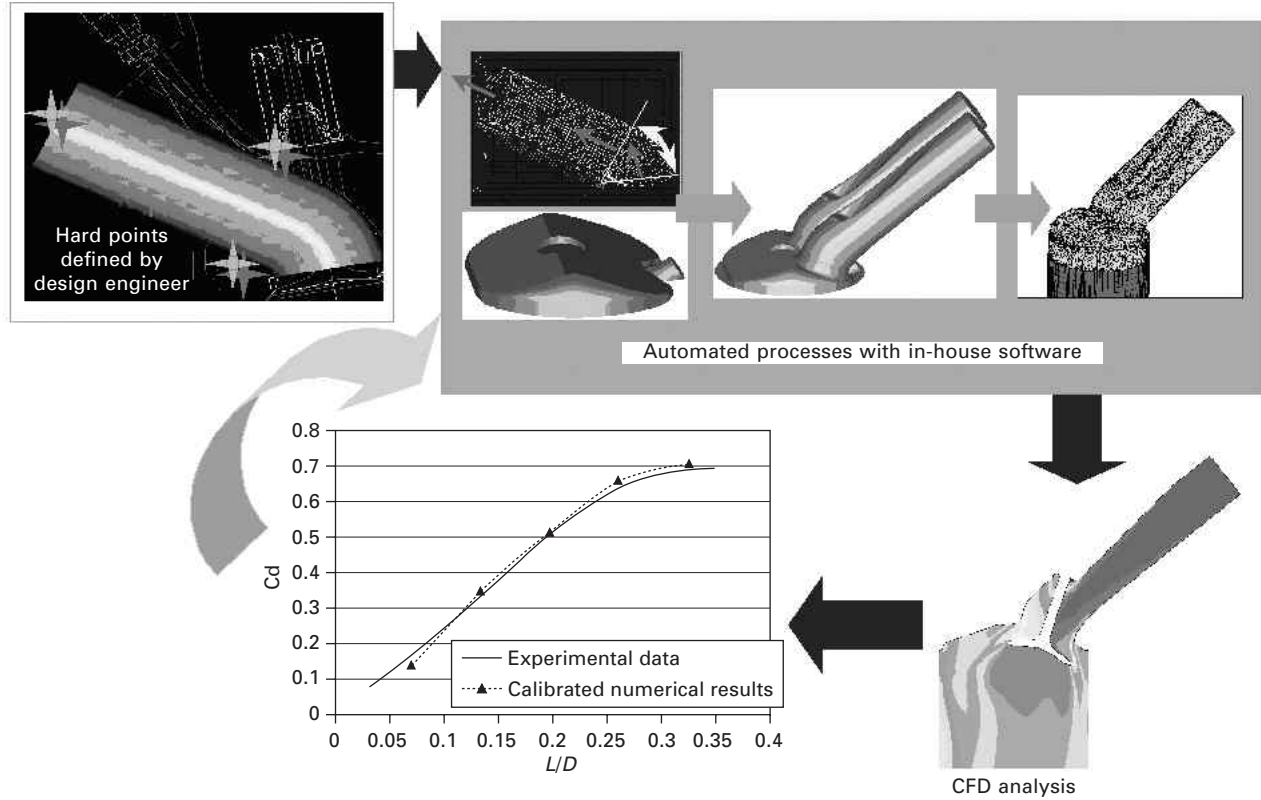 Hard points
defined by
design engineer
Automated processes with in-house software
0.8
0.7
0.6
0.5
0.4
0.3
0.2
0.1
0
Cd
Experimental data
Calibrated numerical results
0 0.05 0.1 0.15 0.2 0.25 0.3 0.35 0.4
L/D
CFD analysis